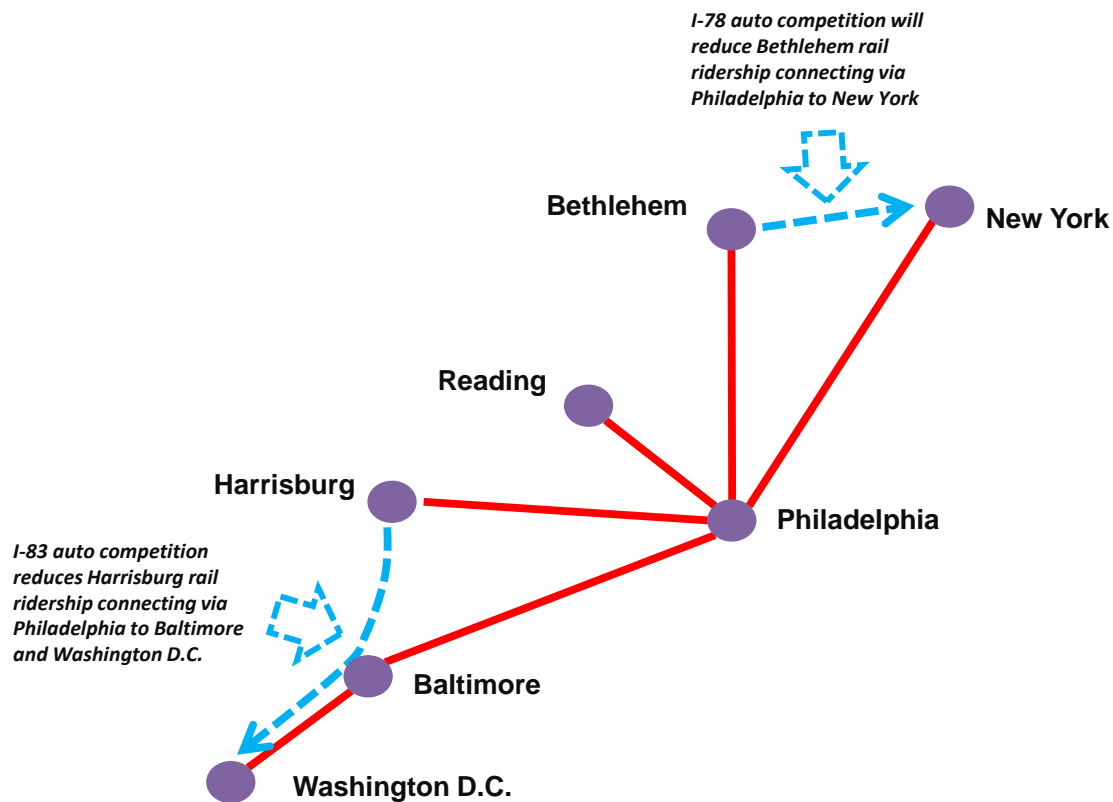 I-78 auto competition will
reduce Bethlehem rail
ridership connecting via
Philadelphia to New York
Bethlehem
New York
Reading
Harrisburg
Philadelphia
I-83 auto competition
reduces Harrisburg rail
ridership connecting via
Philadelphia to Baltimore
and Washington D.C.
Baltimore
Washington D.C.